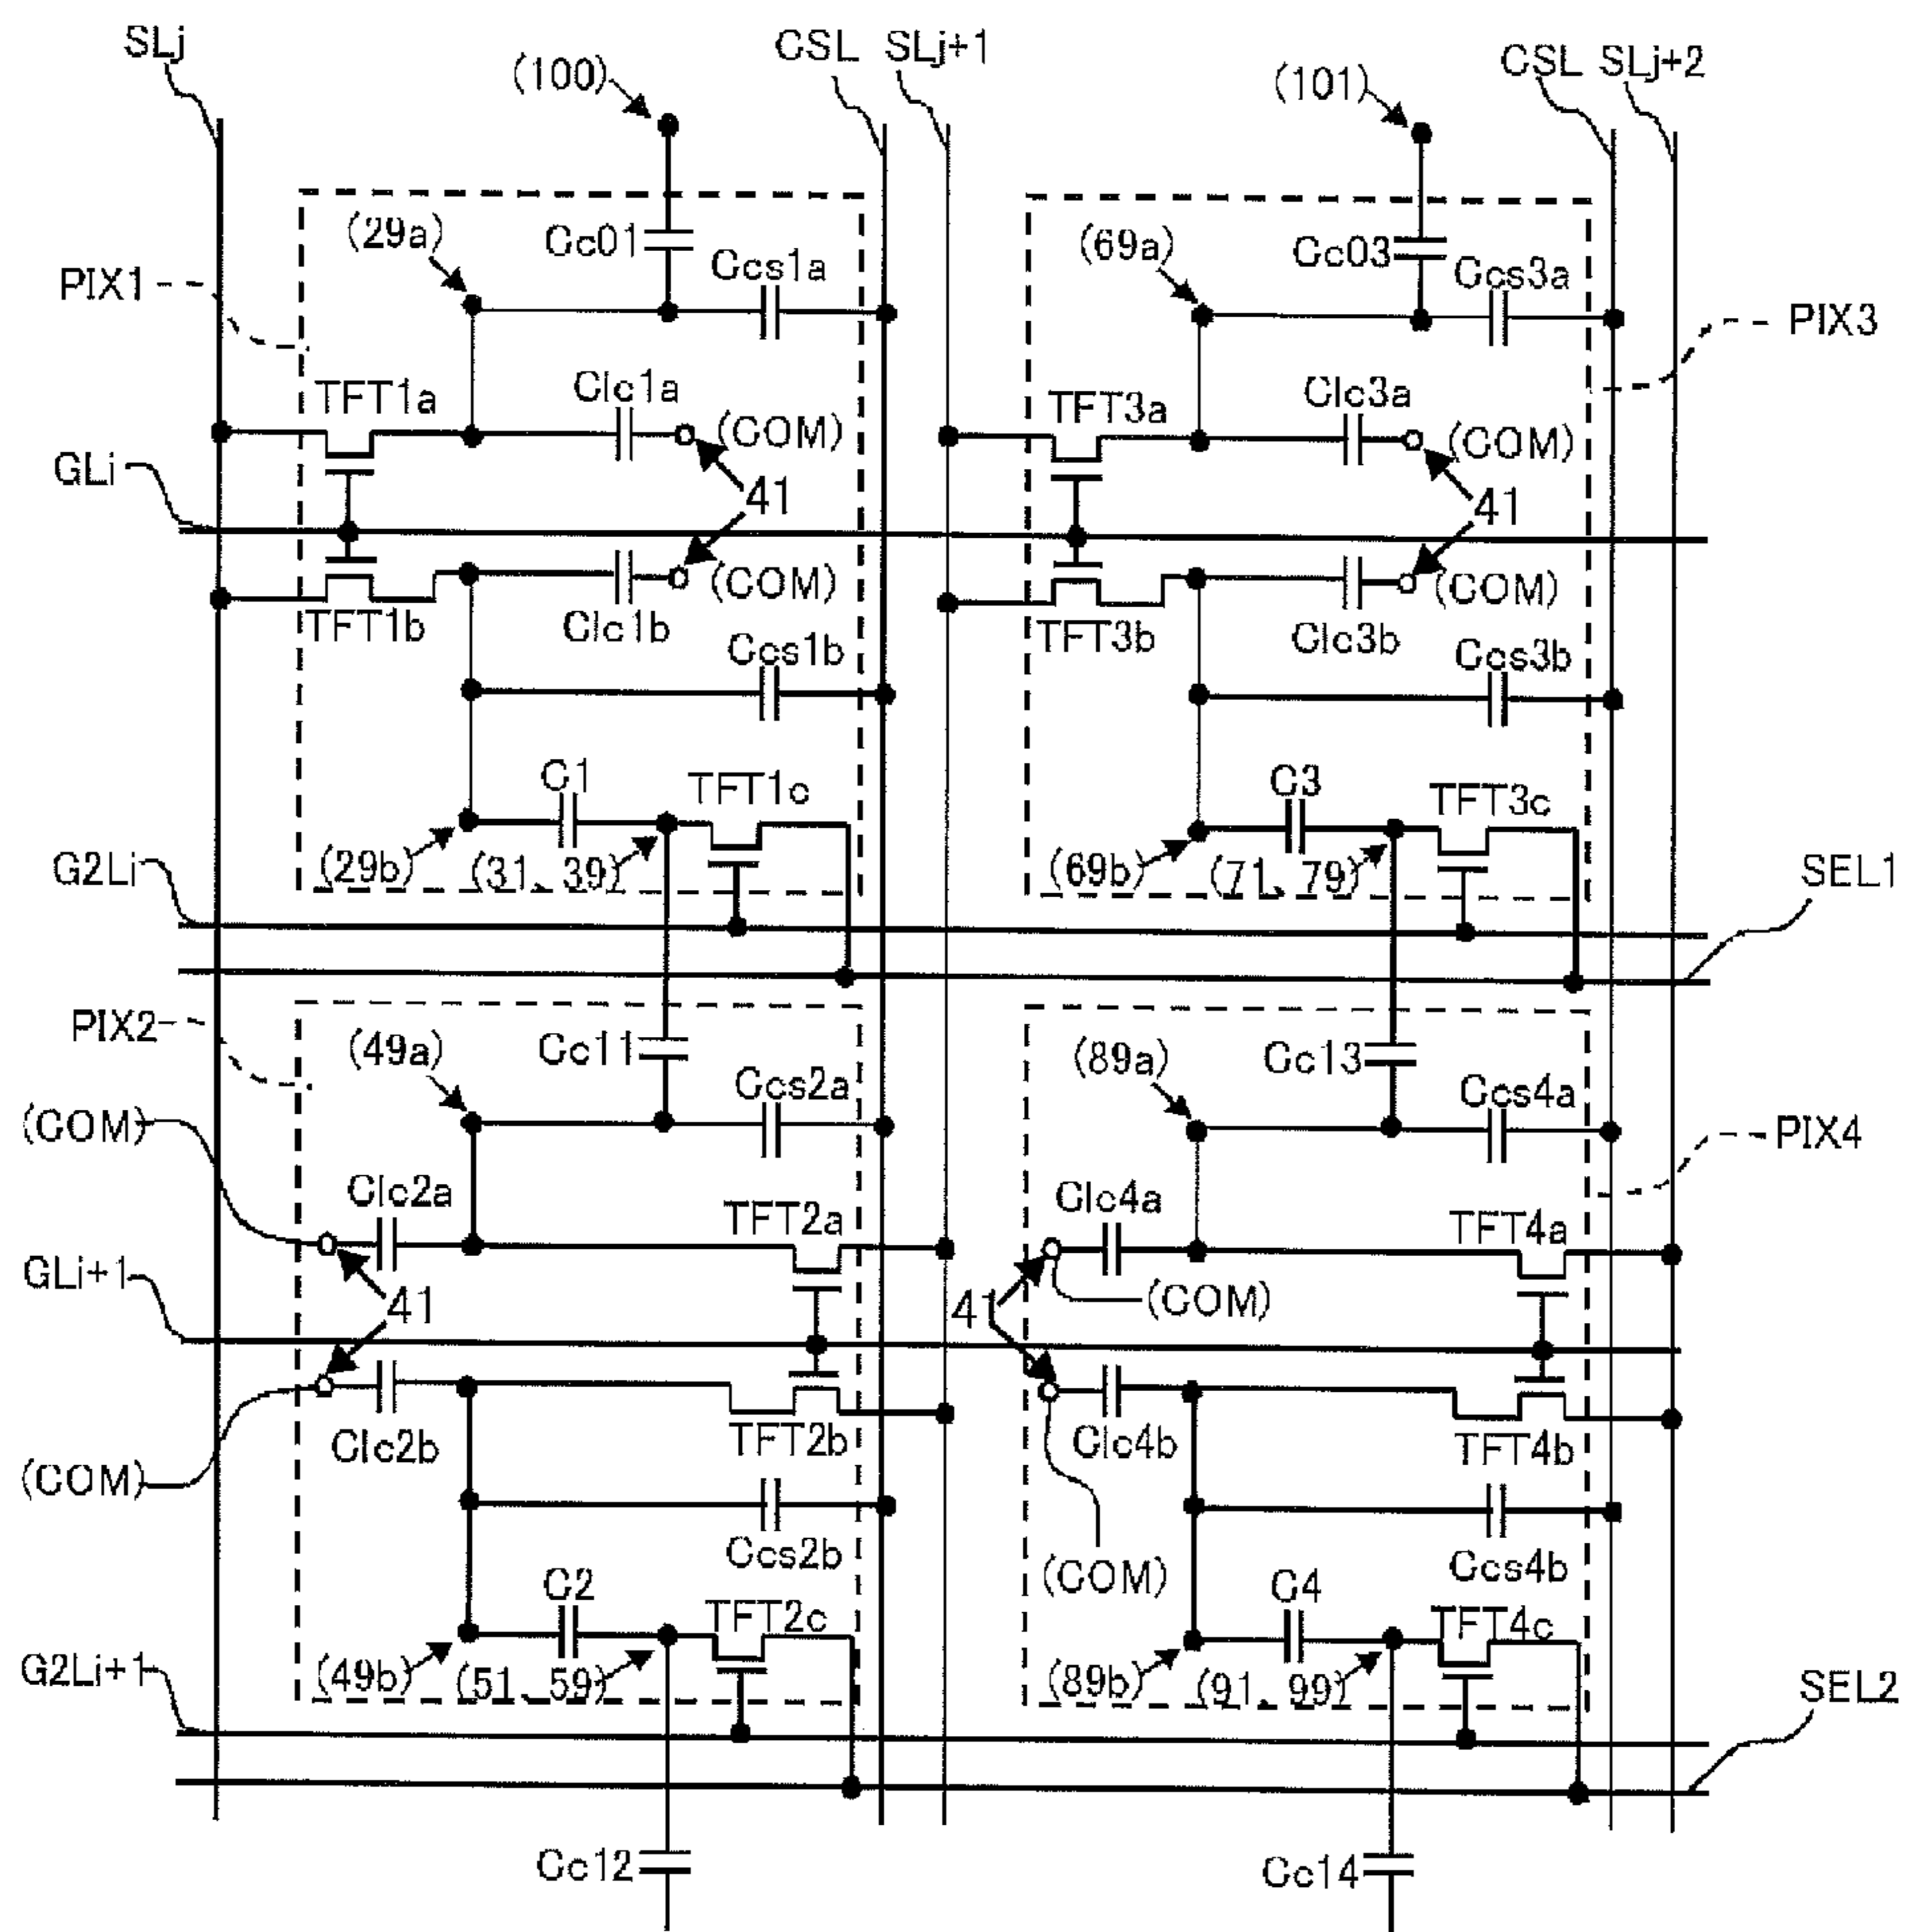 SLj
CSL
SLj+1
CSL
SLj+2
(100)
(101)
(29a)
Cc01
Ccs1a
(69a)
Cc03
Ccs3a
PIX1
PIX3
TFT1a
Clc1a
(COM)
TFT3a
Clc3a
(COM)
GLi
41
41
(COM)
(COM)
TFT1b
Clc1b
TFT3b
Clc3b
Ccs1b
Ccs3b
C1
TFT1c
C3
TFT3c
G2Li
(29b)
(31、39)
(69b)
(71、79)
SEL1
PIX2
(49a)
Cc11
Ccs2a
(89a)
Cc13
Ccs4a
(COM)
PIX4
Clc2a
TFT2a
Clc4a
TFT4a
GLi+1
41
41
(COM)
Clc2b
TFT2b
Clc4b
TFT4b
(COM)
Ccs2b
(COM)
Ccs4b
C2
TFT2c
C4
TFT4c
G2Li+1
(49b)
(51、59)
(89b)
(91、99)
SEL2
Cc12
Cc14